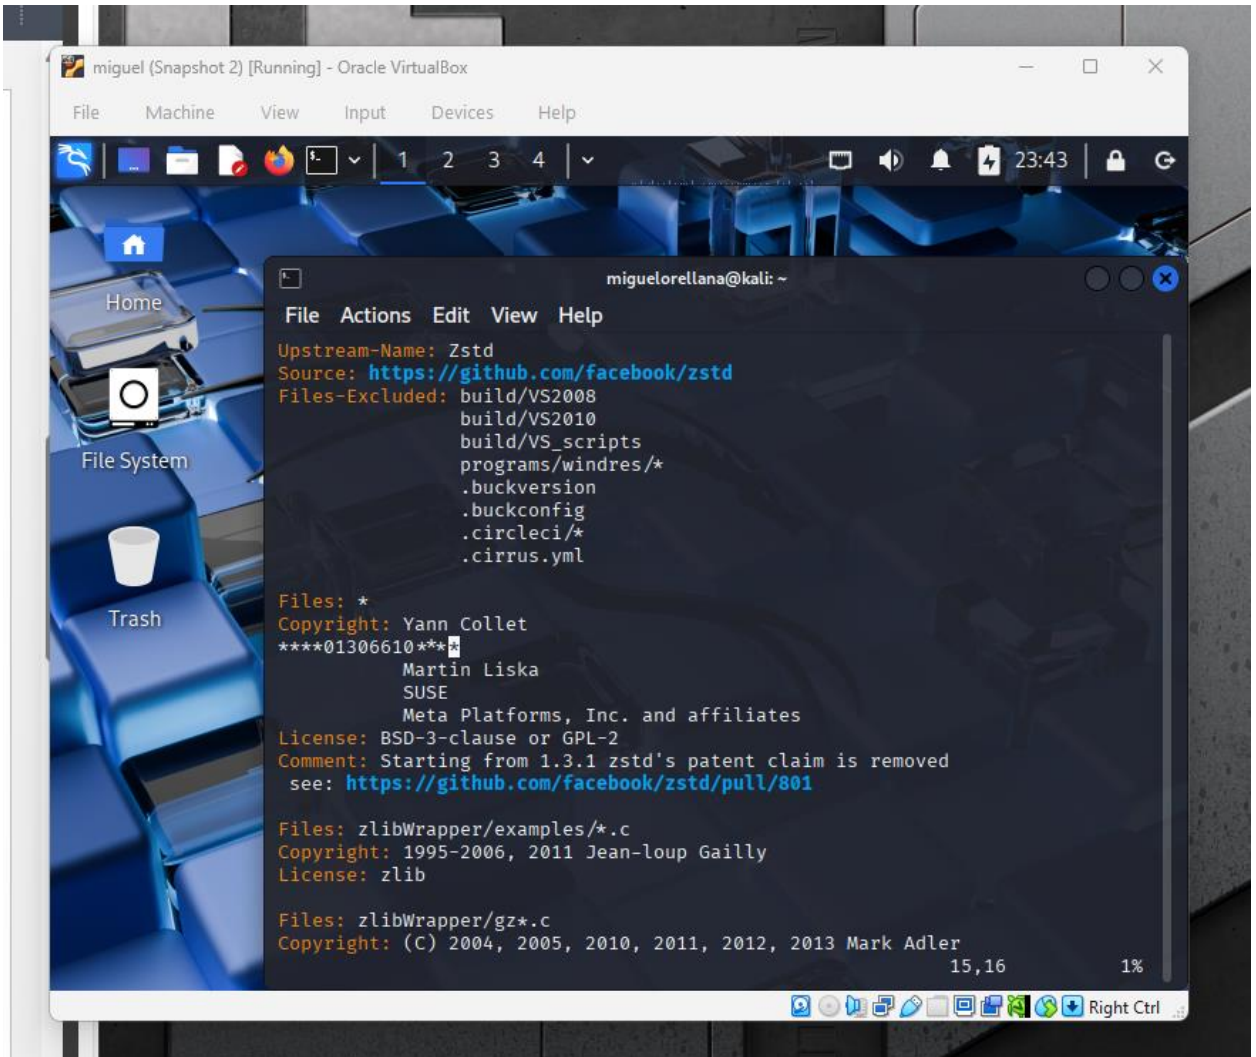 miguel (Snapshot 2) [Running] - Oracle VirtualBox
File Machine View Input Devices Help
1 2 3 4 23:43
Home
File System
Trash
miguelorellana@kali: ~
File Actions Edit View Help
Upstream-Name: Zstd
Source: https://github.com/facebook/zstd
Files-Excluded: build/VS2008
build/VS2010
build/VS_scripts
programs/windres/*
.buckversion
.buckconfig
.circleci/*
.cirrus.yml
Files: *
Copyright: Yann Collet
****01306610****
Martin Liska
SUSE
Meta Platforms, Inc. and affiliates
License: BSD-3-clause or GPL-2
Comment: Starting from 1.3.1 zstd's patent claim is removed
see: https://github.com/facebook/zstd/pull/801
Files: zlibWrapper/examples/*.c
Copyright: 1995-2006, 2011 Jean-loup Gailly
License: zlib
Files: zlibWrapper/gz*.c
Copyright: (C) 2004, 2005, 2010, 2011, 2012, 2013 Mark Adler
15,16 1%
Right Ctrl